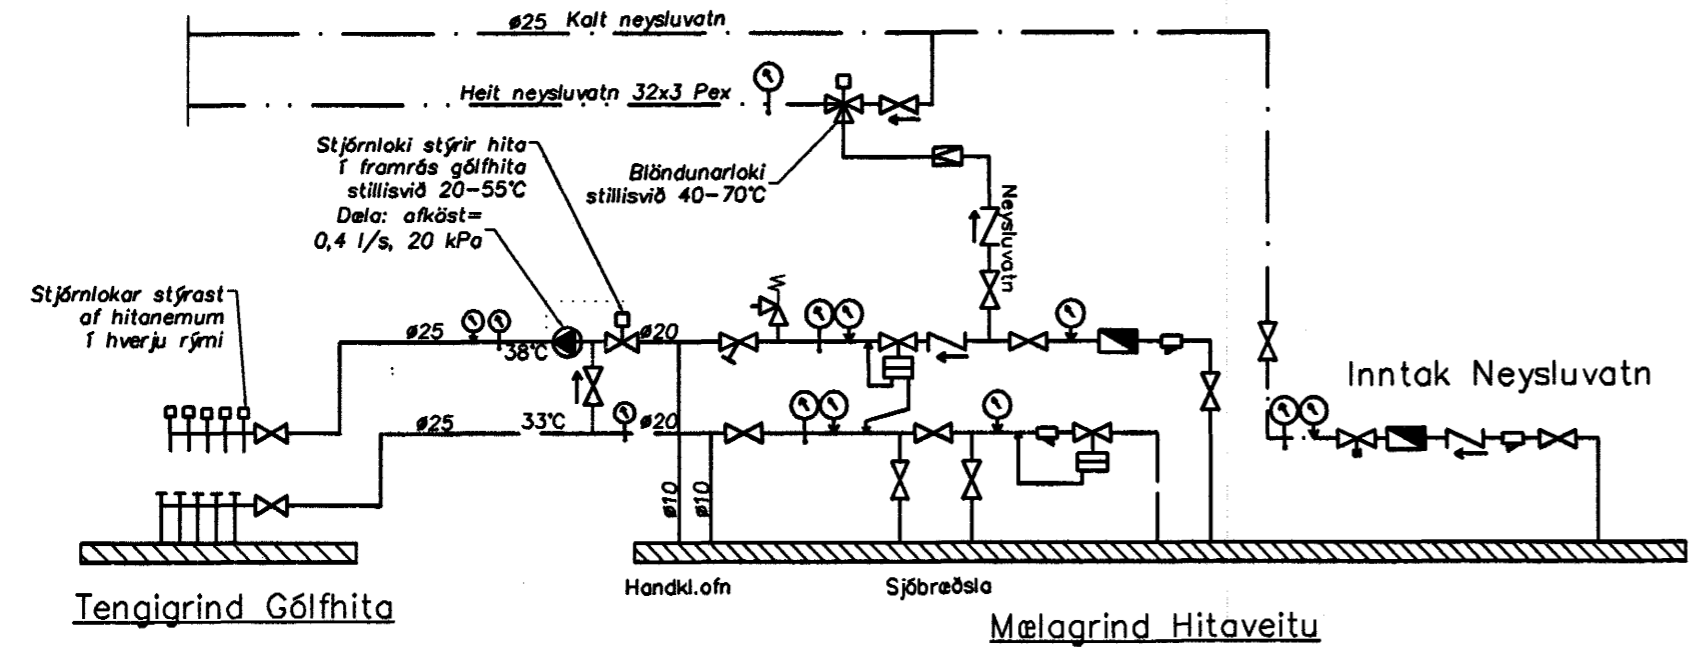 ø25 Kalt neysluvatn
Heit neysluvatn 32x3 Pex
Stjórnloki stýrir hita
í framrás gólfhita
stillisvið 20-55°C
Dæla: afköst=
0,4 l/s, 20 kPa
Blöndunarloki
stillisvið 40-70°C
Neysluvatn
Stjórnlokar stýrast
af hitanemum
í hverju rými
ø25
38°C
ø20
Inntak Neysluvatn
ø25
33°C
ø20
ø10
ø10
Handkl.ofn
Sjóbræðsla
Tengigrind Gólfhita
Mælagrind Hitaveitu